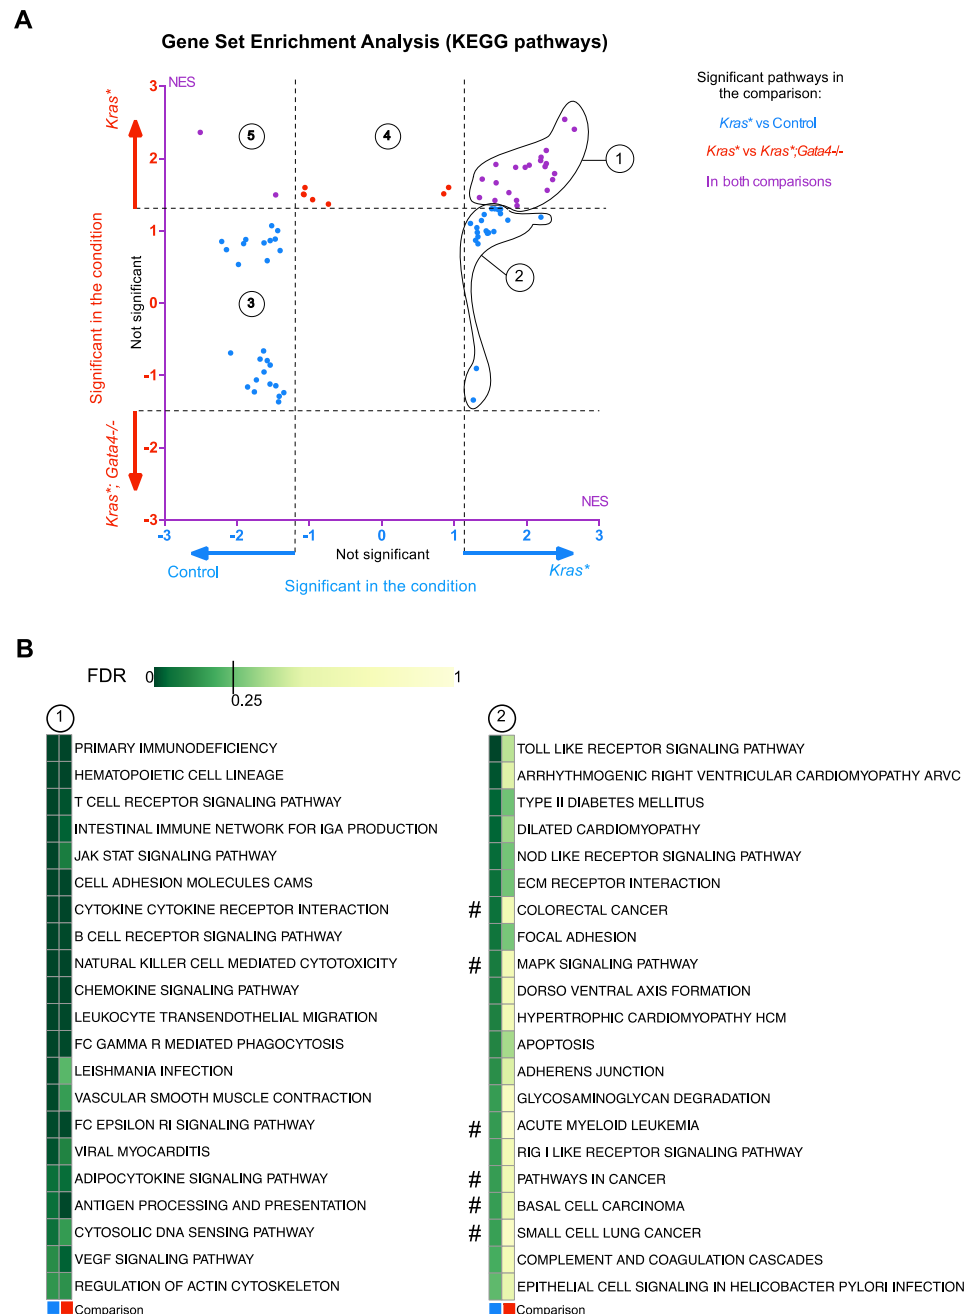 A
Gene Set Enrichment Analysis (KEGG pathways)
NES
3
2
1
0
-1
-2
-3
Kras*
Significant in the condition
Not significant
Kras*; Gata4-/-
5
4
1
2
3
NES
-3
-2
-1
0
1
2
3
Not significant
Control
Significant in the condition
Kras*
Significant pathways in
the comparison:
Kras* vs Control
Kras* vs Kras*;Gata4-/-
In both comparisons
B
FDR
0
1
0.25
1
PRIMARY IMMUNODEFICIENCY
HEMATOPOIETIC CELL LINEAGE
T CELL RECEPTOR SIGNALING PATHWAY
INTESTINAL IMMUNE NETWORK FOR IGA PRODUCTION
JAK STAT SIGNALING PATHWAY
CELL ADHESION MOLECULES CAMS
CYTOKINE CYTOKINE RECEPTOR INTERACTION
B CELL RECEPTOR SIGNALING PATHWAY
NATURAL KILLER CELL MEDIATED CYTOTOXICITY
CHEMOKINE SIGNALING PATHWAY
LEUKOCYTE TRANSENDOTHELIAL MIGRATION
FC GAMMA R MEDIATED PHAGOCYTOSIS
LEISHMANIA INFECTION
VASCULAR SMOOTH MUSCLE CONTRACTION
FC EPSILON RI SIGNALING PATHWAY
VIRAL MYOCARDITIS
ADIPOCYTOKINE SIGNALING PATHWAY
ANTIGEN PROCESSING AND PRESENTATION
CYTOSOLIC DNA SENSING PATHWAY
VEGF SIGNALING PATHWAY
REGULATION OF ACTIN CYTOSKELETON
Comparison
2
TOLL LIKE RECEPTOR SIGNALING PATHWAY
ARRHYTHMOGENIC RIGHT VENTRICULAR CARDIOMYOPATHY ARVC
TYPE II DIABETES MELLITUS
DILATED CARDIOMYOPATHY
NOD LIKE RECEPTOR SIGNALING PATHWAY
ECM RECEPTOR INTERACTION
# COLORECTAL CANCER
FOCAL ADHESION
# MAPK SIGNALING PATHWAY
DORSO VENTRAL AXIS FORMATION
HYPERTROPHIC CARDIOMYOPATHY HCM
APOPTOSIS
ADHERENS JUNCTION
GLYCOSAMINOGLYCAN DEGRADATION
# ACUTE MYELOID LEUKEMIA
RIG I LIKE RECEPTOR SIGNALING PATHWAY
# PATHWAYS IN CANCER
# BASAL CELL CARCINOMA
# SMALL CELL LUNG CANCER
COMPLEMENT AND COAGULATION CASCADES
EPITHELIAL CELL SIGNALING IN HELICOBACTER PYLORI INFECTION
Comparison